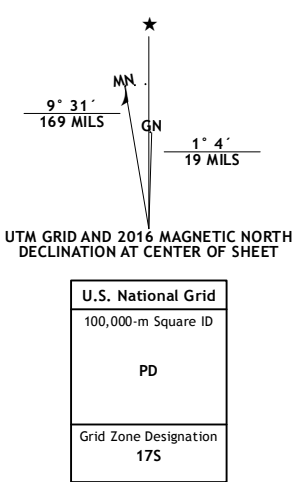 MN
GN
9° 31´
169 MILS
1° 4´
19 MILS
UTM GRID AND 2016 MAGNETIC NORTH
DECLINATION AT CENTER OF SHEET
U.S. National Grid
100,000-m Square ID
PD
Grid Zone Designation
17S